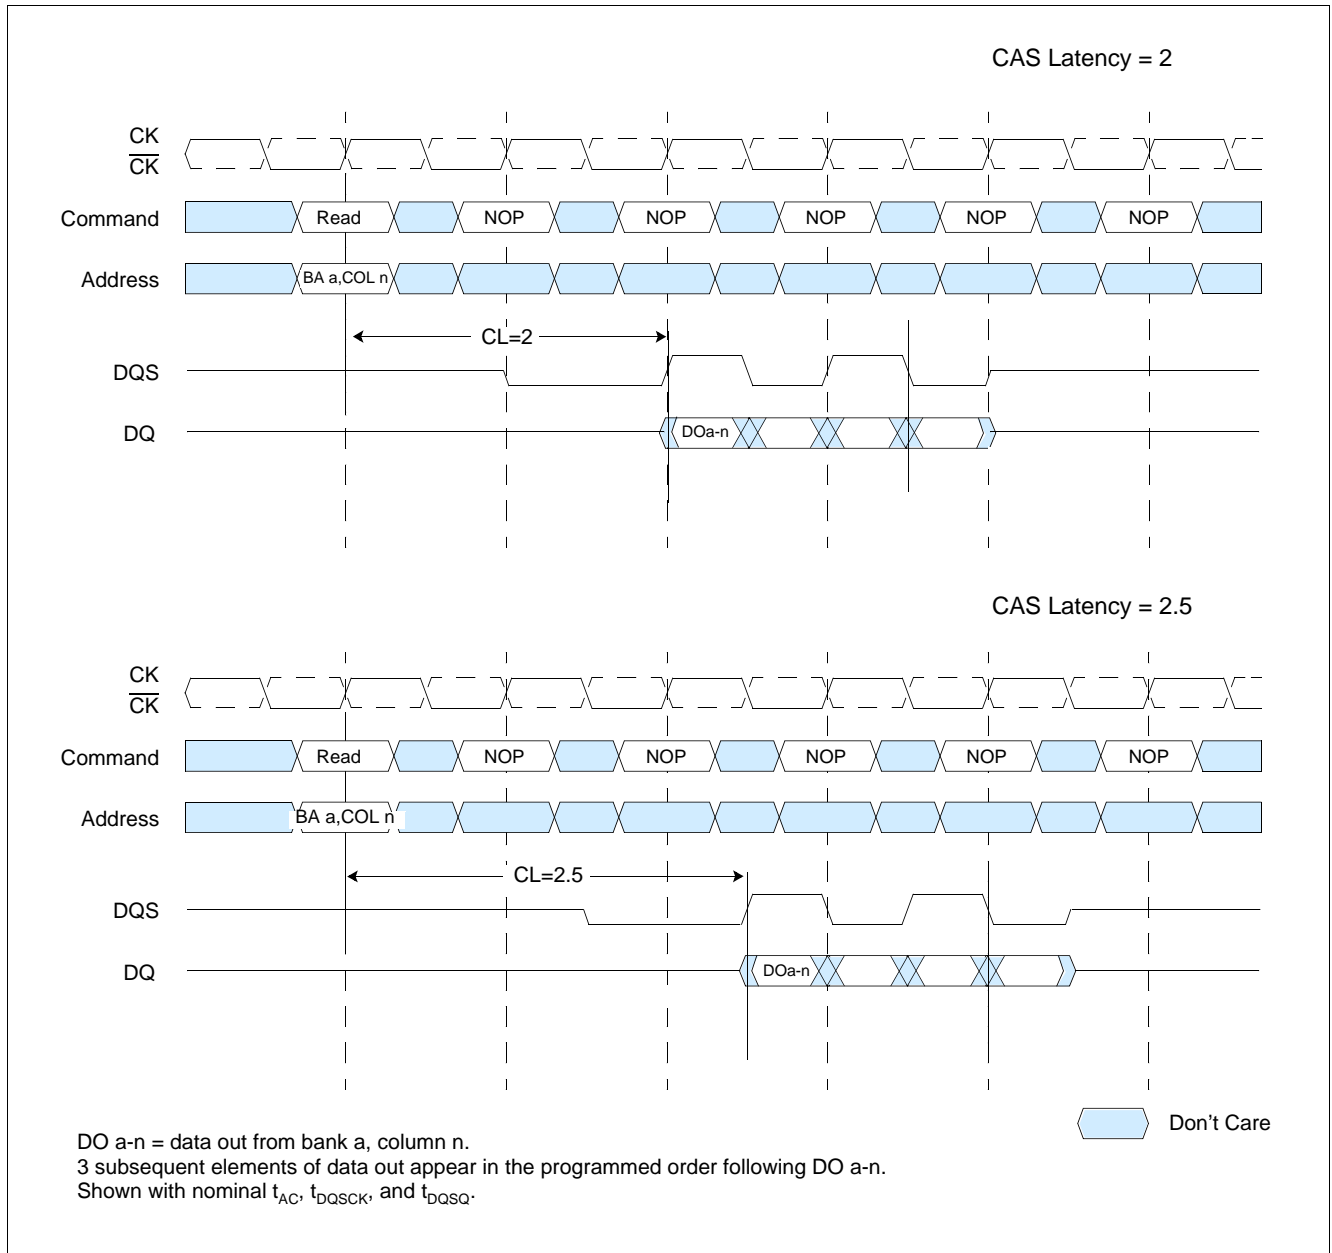 CAS Latency = 2
CK
CK
Command Read NOP NOP NOP NOP NOP
Address BA a,COL n
CL=2
DQS
DQ DOa-n
CAS Latency = 2.5
CK
CK
Command Read NOP NOP NOP NOP NOP
Address BA a,COL n
CL=2.5
DQS
DQ DOa-n
Don't Care
DO a-n = data out from bank a, column n.
3 subsequent elements of data out appear in the programmed order following DO a-n.
Shown with nominal tAC, tDQSCK, and tDQSQ.